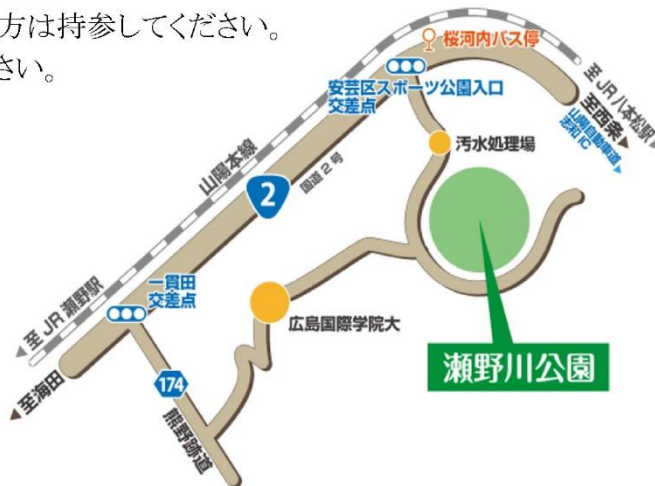 方は持参してください。
さい。
桜河内バス停
至JR八本松駅
至西条
山陽自動車道
志和IC
安芸区スポーツ公園入口
交差点
汚水処理場
山陽本線
国道2号
2
一貫田
交差点
至JR瀬野駅
至海田
広島国際学院大
瀬野川公園
174
熊野跡道